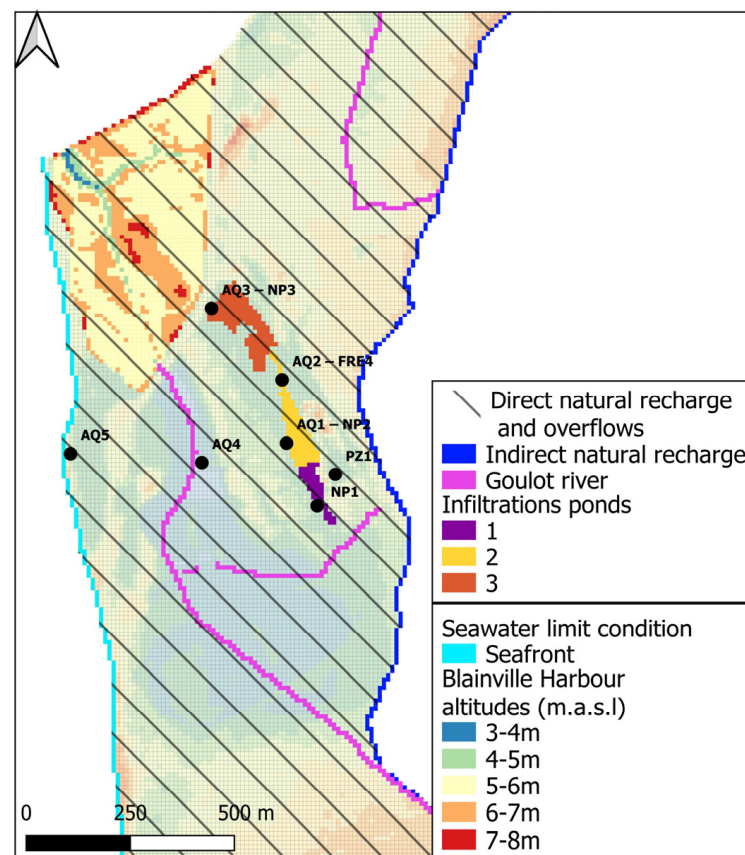 AQ3 – NP3
AQ2 – FRE4
AQ1 – NP2
AQ5
AQ4
PZ1
NP1
0 250 500 m
Direct natural recharge
and overflows
Indirect natural recharge
Goulot river
Infiltrations ponds
1
2
3
Seawater limit condition
Seafront
Blainville Harbour
altitudes (m.a.s.l)
3-4m
4-5m
5-6m
6-7m
7-8m